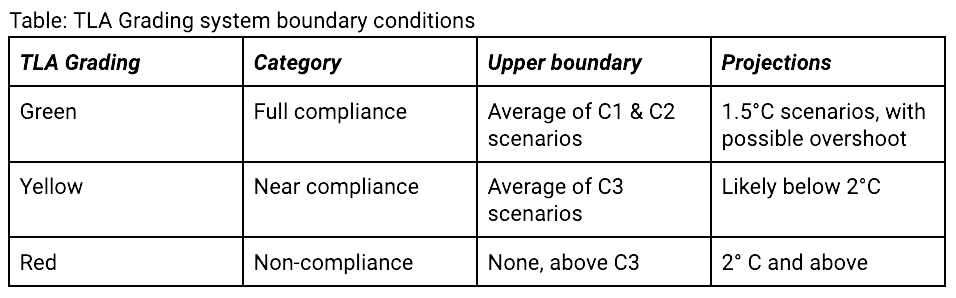 Table: TLA Grading system boundary conditions
TLA Grading Category Upper boundary Projections
Green Full compliance Average of C1 & C2 1.5°C scenarios, with
scenarios possible overshoot
Yellow Near compliance Average of C3 Likely below 2°C
scenarios
Red Non-compliance None, above C3 2° C and above